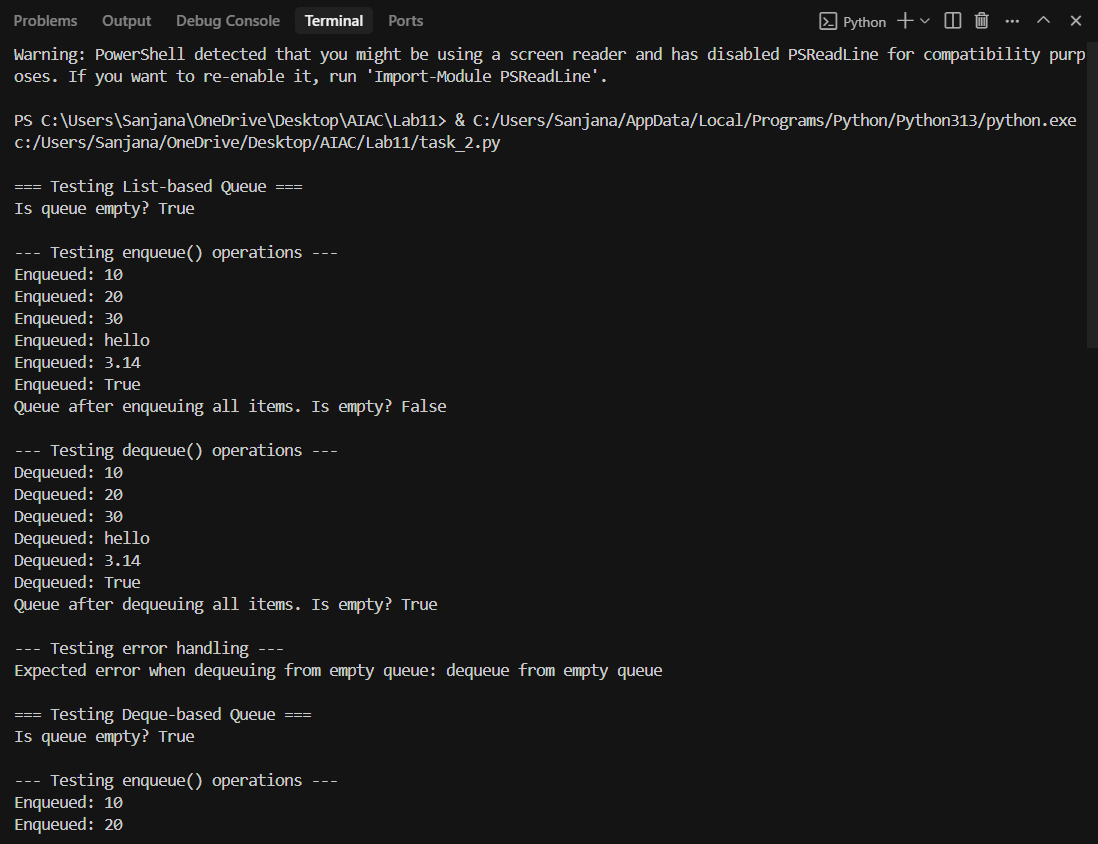 Problems Output Debug Console Terminal Ports Python
Warning: PowerShell detected that you might be using a screen reader and has disabled PSReadLine for compatibility purp
oses. If you want to re-enable it, run 'Import-Module PSReadLine'.
PS C:\Users\Sanjana\OneDrive\Desktop\AIAC\Lab11> & C:/Users/Sanjana/AppData/Local/Programs/Python/Python313/python.exe
c:/Users/Sanjana/OneDrive/Desktop/AIAC/Lab11/task_2.py
=== Testing List-based Queue ===
Is queue empty? True
--- Testing enqueue() operations ---
Enqueued: 10
Enqueued: 20
Enqueued: 30
Enqueued: hello
Enqueued: 3.14
Enqueued: True
Queue after enqueuing all items. Is empty? False
--- Testing dequeue() operations ---
Dequeued: 10
Dequeued: 20
Dequeued: 30
Dequeued: hello
Dequeued: 3.14
Dequeued: True
Queue after dequeuing all items. Is empty? True
--- Testing error handling ---
Expected error when dequeuing from empty queue: dequeue from empty queue
=== Testing Deque-based Queue ===
Is queue empty? True
--- Testing enqueue() operations ---
Enqueued: 10
Enqueued: 20